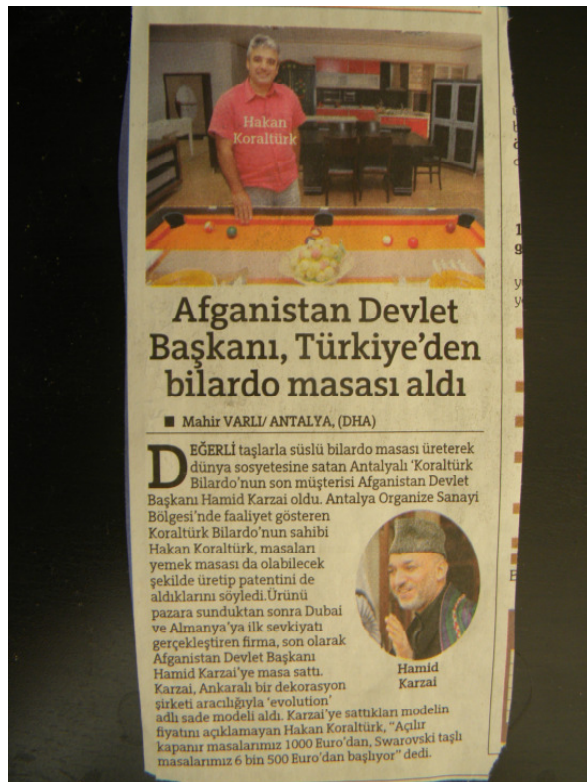 Hakan
Koraltürk
Afganistan Devlet
Başkanı, Türkiye'den
bilardo masası aldı
■ Mahir VARLI/ ANTALYA, (DHA)
DEĞERLİ taşlarla süslü bilardo masası üreterek
dünya sosyetesine satan Antalyalı 'Koraltürk
Bilardo'nun son müşterisi Afganistan Devlet
Başkanı Hamid Karzai oldu. Antalya Organize Sanayi
Bölgesi'nde faaliyet gösteren
Koraltürk Bilardo'nun sahibi
Hakan Koraltürk, masaları
yemek masası da olabilecek
şekilde üretip patentini de
aldıklarını söyledi.Ürünü
pazara sunduktan sonra Dubai
ve Almanya'ya ilk sevkiyatı
gerçekleştiren firma, son olarak
Afganistan Devlet Başkanı
Hamid Karzai'ye masa sattı.
Karzai, Ankaralı bir dekorasyon
şirketi aracılığıyla 'evolution'
adlı sade modeli aldı. Karzai'ye sattıkları modelin
fiyatını açıklamayan Hakan Koraltürk, "Açılır
kapanır masalarımız 1000 Euro'dan, Swarovski taşlı
masalarımız 6 bin 500 Euro'dan başlıyor" dedi.
Hamid
Karzai